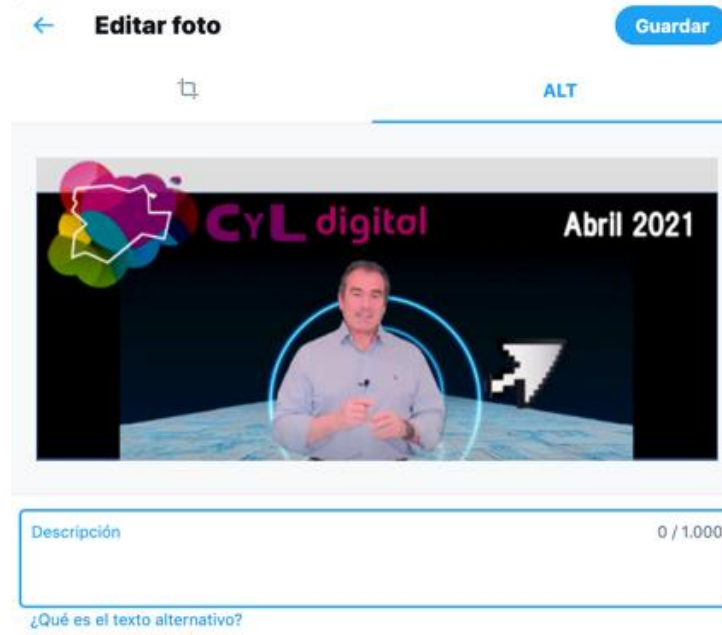 ← Editar foto
Guardar
ALT
CYL digital
Abril 2021
Descripción
0 / 1.000
¿Qué es el texto alternativo?